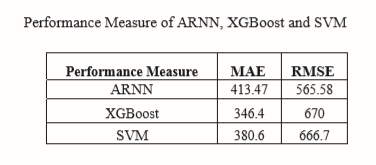 Performance Measure of ARNN, XGBoost and SVM
Performance Measure MAE RMSE
ARNN 413.47 565.58
XGBoost 346.4 670
SVM 380.6 666.7